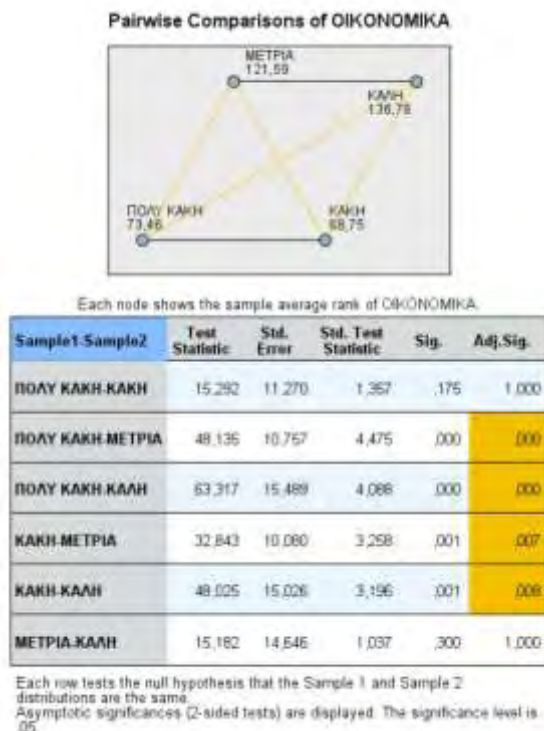 Pairwise Comparisons of ΟΙΚΟΝΟΜΙΚΑ
ΜΕΤΡΙΑ
121,59
ΚΑΛΗ
136,78
ΠΟΛΥ ΚΑΚΗ
73,46
ΚΑΚΗ
88,75
Each node shows the sample average rank of ΟΙΚΟΝΟΜΙΚΑ.
Sample1-Sample2 Test Statistic Std. Error Std. Test Statistic Sig. Adj.Sig.
ΠΟΛΥ ΚΑΚΗ-ΚΑΚΗ 15,292 11,270 1,357 ,175 1,000
ΠΟΛΥ ΚΑΚΗ-ΜΕΤΡΙΑ 48,135 10,757 4,475 ,000 ,000
ΠΟΛΥ ΚΑΚΗ-ΚΑΛΗ 63,317 15,489 4,088 ,000 ,000
ΚΑΚΗ-ΜΕΤΡΙΑ 32,843 10,080 3,258 ,001 ,007
ΚΑΚΗ-ΚΑΛΗ 48,025 15,026 3,196 ,001 ,008
ΜΕΤΡΙΑ-ΚΑΛΗ 15,182 14,646 1,037 ,300 1,000
Each row tests the null hypothesis that the Sample 1 and Sample 2
distributions are the same.
Asymptotic significances (2-sided tests) are displayed. The significance level is
,05.